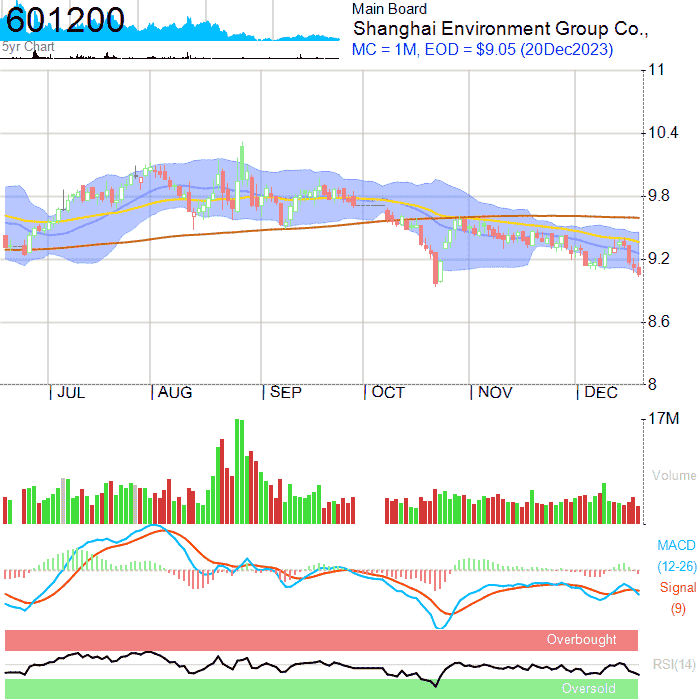 601200
5yr Chart
Main Board
Shanghai Environment Group Co.,
MC = 1M, EOD = $9.05 (20Dec2023)
11
10.4
9.8
9.2
8.6
8
JUL AUG SEP OCT NOV DEC
17M
Volume
MACD
(12-26)
Signal
(9)
Overbought
RSI(14)
Oversold